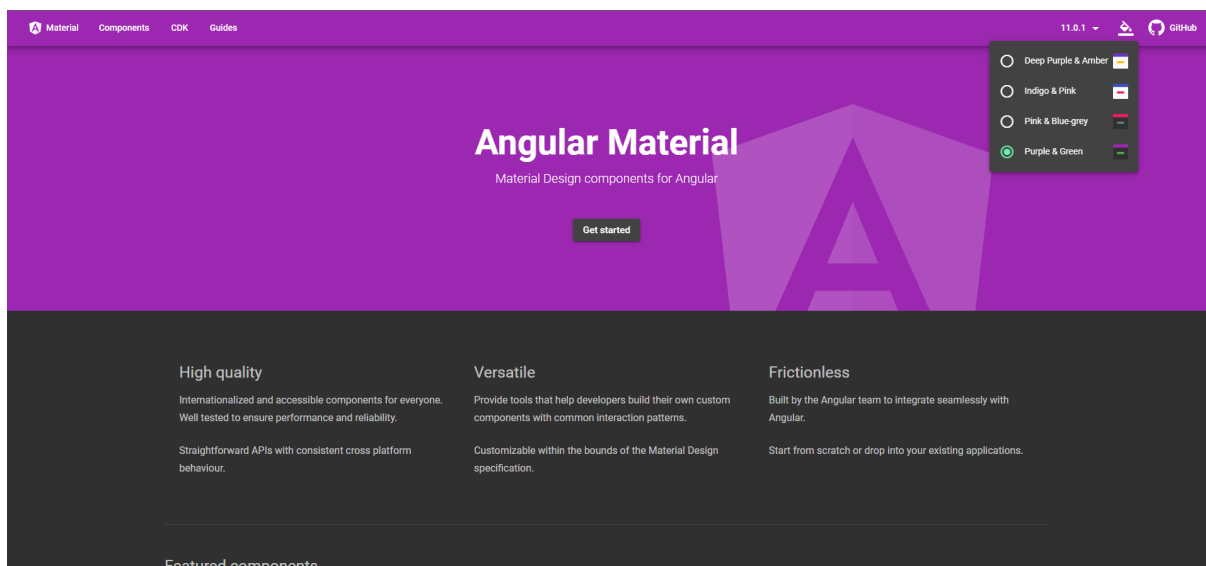 Material Components CDK Guides 11.0.1 GitHub
Deep Purple & Amber
Indigo & Pink
Pink & Blue-grey
Purple & Green
Angular Material
Material Design components for Angular
Get started
High quality
Internationalized and accessible components for everyone.
Well tested to ensure performance and reliability.
Straightforward APIs with consistent cross platform
behaviour.
Versatile
Provide tools that help developers build their own custom
components with common interaction patterns.
Customizable within the bounds of the Material Design
specification.
Frictionless
Built by the Angular team to integrate seamlessly with
Angular.
Start from scratch or drop into your existing applications.
Featured components